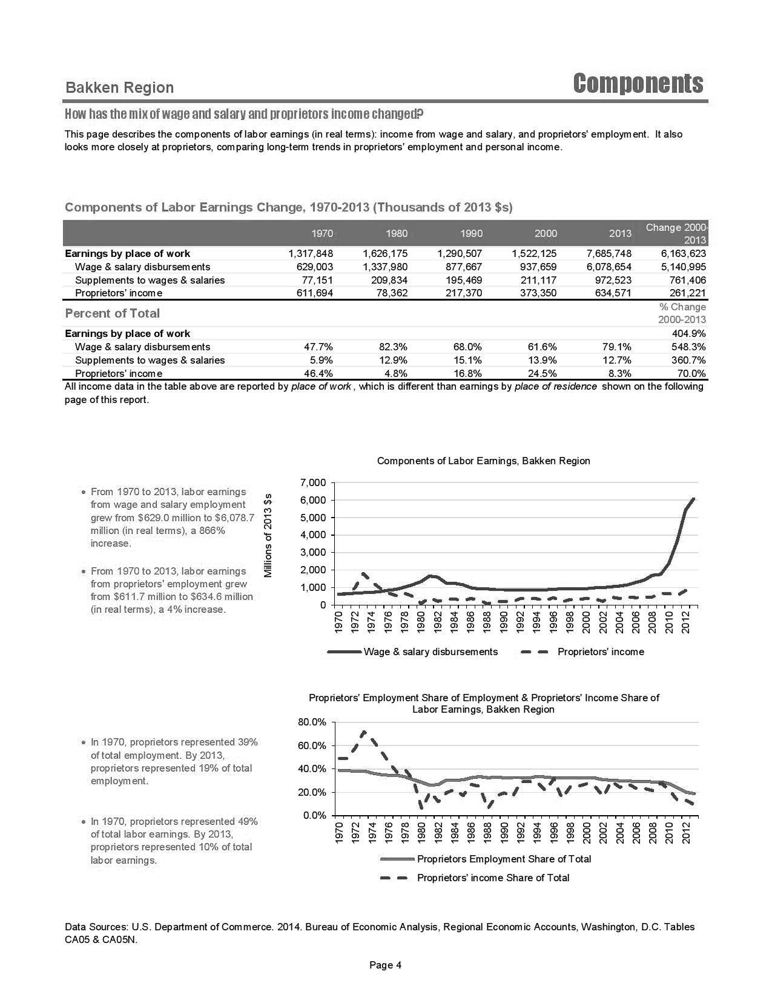 Bakken Region
Components
How has the mix of wage and salary and proprietors income changed?
This page describes the components of labor earnings (in real terms): income from wage and salary, and proprietors' employment.  It also
looks more closely at proprietors, comparing long-term trends in proprietors' employment and personal income.
Components of Labor Earnings Change, 1970-2013 (Thousands of 2013 $s)
1970 1980 1990 2000 2013 Change 2000-
2013
Earnings by place of work 1,317,848 1,626,175 1,290,507 1,522,125 7,685,748 6,163,623
Wage & salary disbursements 629,003 1,337,980 877,667 937,659 6,078,654 5,140,995
Supplements to wages & salaries 77,151 209,834 195,469 211,117 972,523 761,406
Proprietors' income 611,694 78,362 217,370 373,350 634,571 261,221
Percent of Total
% Change
2000-2013
Earnings by place of work 404.9%
Wage & salary disbursements 47.7% 82.3% 68.0% 61.6% 79.1% 548.3%
Supplements to wages & salaries 5.9% 12.9% 15.1% 13.9% 12.7% 360.7%
Proprietors' income 46.4% 4.8% 16.8% 24.5% 8.3% 70.0%
All income data in the table above are reported by place of work, which is different than earnings by place of residence shown on the following
page of this report.
• From 1970 to 2013, labor earnings
from wage and salary employment
grew from $629.0 million to $6,078.7
million (in real terms), a 866%
increase.
• From 1970 to 2013, labor earnings
from proprietors' employment grew
from $611.7 million to $634.6 million
(in real terms), a 4% increase.
Components of Labor Earnings, Bakken Region
Millions of 2013 $s
7,000
6,000
5,000
4,000
3,000
2,000
1,000
0
1970 1972 1974 1976 1978 1980 1982 1984 1986 1988 1990 1992 1994 1996 1998 2000 2002 2004 2006 2008 2010 2012
Wage & salary disbursements Proprietors' income
• In 1970, proprietors represented 39%
of total employment. By 2013,
proprietors represented 19% of total
employment.
• In 1970, proprietors represented 49%
of total labor earnings. By 2013,
proprietors represented 10% of total
labor earnings.
Proprietors' Employment Share of Employment & Proprietors' Income Share of
Labor Earnings, Bakken Region
80.0%
60.0%
40.0%
20.0%
0.0%
1970 1972 1974 1976 1978 1980 1982 1984 1986 1988 1990 1992 1994 1996 1998 2000 2002 2004 2006 2008 2010 2012
Proprietors Employment Share of Total
Proprietors' income Share of Total
Data Sources: U.S. Department of Commerce. 2014. Bureau of Economic Analysis, Regional Economic Accounts, Washington, D.C. Tables
CA05 & CA05N.
Page 4